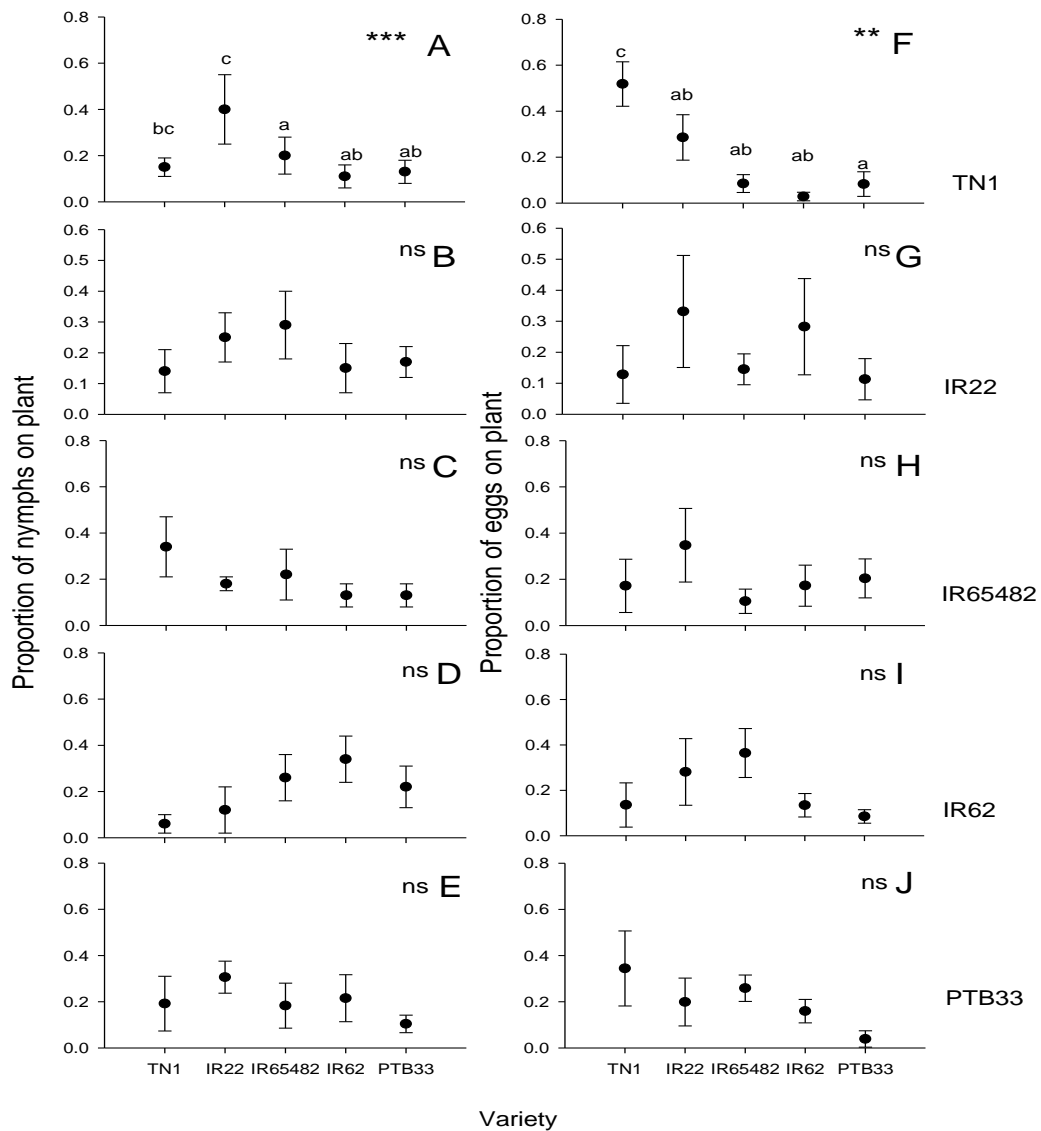 Proportion of nymphs on plant
Proportion of eggs on plant
0.8
0.6
0.4
0.2
0.0
*** A
bc
c
a
ab
ab
0.8
0.6
0.4
0.2
0.0
** F
c
ab
ab
ab
a
TN1
0.6
0.5
0.4
0.3
0.2
0.1
0.0
ns B
0.6
0.5
0.4
0.3
0.2
0.1
0.0
ns G
IR22
0.8
0.6
0.4
0.2
0.0
ns C
0.8
0.6
0.4
0.2
0.0
ns H
IR65482
0.8
0.6
0.4
0.2
0.0
ns D
0.8
0.6
0.4
0.2
0.0
ns I
IR62
0.8
0.6
0.4
0.2
0.0
ns E
0.8
0.6
0.4
0.2
0.0
ns J
PTB33
TN1 IR22 IR65482 IR62 PTB33
TN1 IR22 IR65482 IR62 PTB33
Variety